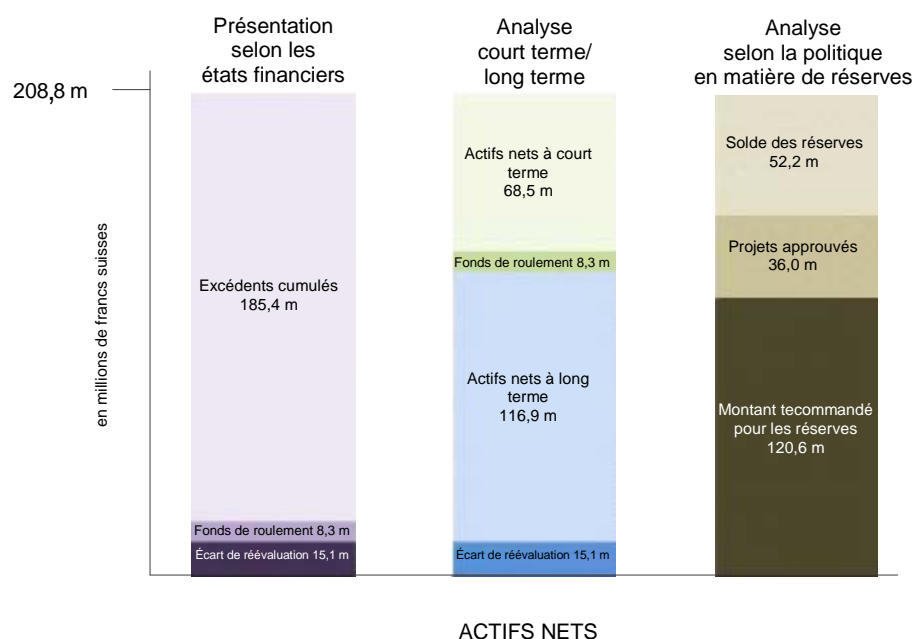 Présentation
selon les
états financiers
Analyse
court terme/
long terme
Analyse
selon la politique
en matière de réserves
208,8 m
en millions de francs suisses
Excédents cumulés
185,4 m
Fonds de roulement 8,3 m
Écart de réévaluation 15,1 m
Actifs nets à court
terme
68,5 m
Fonds de roulement 8,3 m
Actifs nets à long
terme
116,9 m
Écart de réévaluation 15,1 m
Solde des réserves
52,2 m
Projets approuvés
36,0 m
Montant tecommandé
pour les réserves
120,6 m
ACTIFS NETS